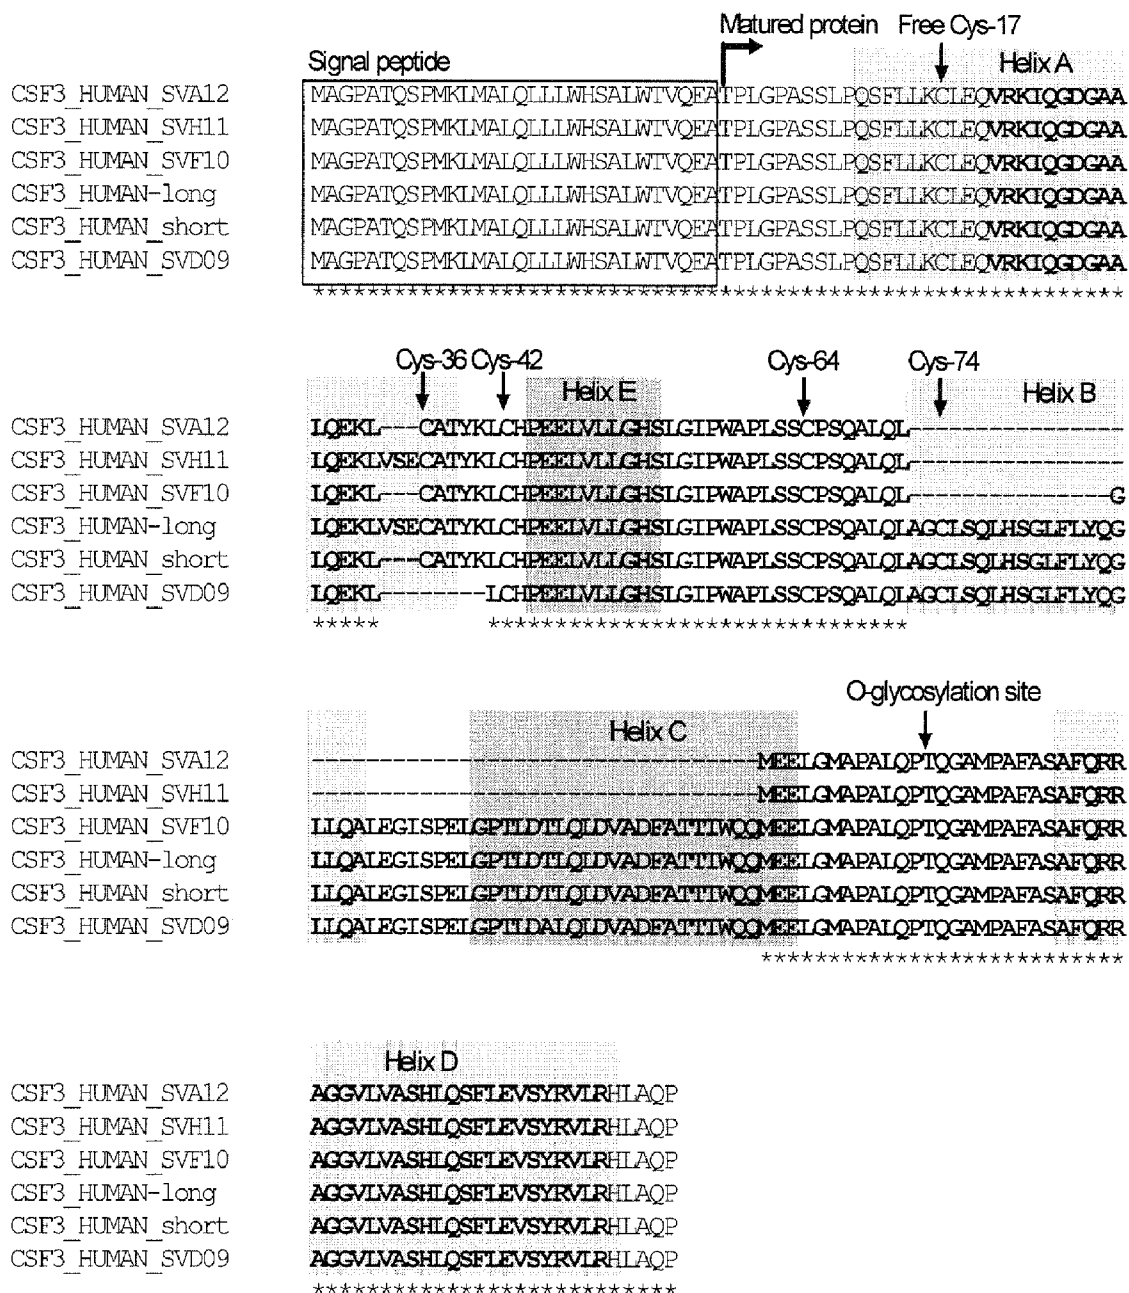 Matured protein Free Cys-17
Signal peptide
Helix A
CSF3_HUMAN_SVA12 MAGPATQSPMKLMALQLLLWHSALWTVQEATPLGPASSLPQSFLLKCLEQVRKIQGDGAA
CSF3_HUMAN_SVH11 MAGPATQSPMKLMALQLLLWHSALWTVQEATPLGPASSLPQSFLLKCLEQVRKIQGDGAA
CSF3_HUMAN_SVF10 MAGPATQSPMKLMALQLLLWHSALWTVQEATPLGPASSLPQSFLLKCLEQVRKIQGDGAA
CSF3_HUMAN-long MAGPATQSPMKLMALQLLLWHSALWTVQEATPLGPASSLPQSFLLKCLEQVRKIQGDGAA
CSF3_HUMAN_short MAGPATQSPMKLMALQLLLWHSALWTVQEATPLGPASSLPQSFLLKCLEQVRKIQGDGAA
CSF3_HUMAN_SVD09 MAGPATQSPMKLMALQLLLWHSALWTVQEATPLGPASSLPQSFLLKCLEQVRKIQGDGAA
************************************************************
Cys-36 Cys-42 Cys-64 Cys-74
Helix E Helix B
CSF3_HUMAN_SVA12 LQEKL---CATYKLCHPEELVLLGHSLGIPWAPLSSCPSQALQL----------------
CSF3_HUMAN_SVH11 LQEKLVSECATYKLCHPEELVLLGHSLGIPWAPLSSCPSQALQL----------------
CSF3_HUMAN_SVF10 LQEKL---CATYKLCHPEELVLLGHSLGIPWAPLSSCPSQALQL---------------G
CSF3_HUMAN-long LQEKLVSECATYKLCHPEELVLLGHSLGIPWAPLSSCPSQALQLAGCLSQLHSGLFLYQG
CSF3_HUMAN_short LQEKL---CATYKLCHPEELVLLGHSLGIPWAPLSSCPSQALQLAGCLSQLHSGLFLYQG
CSF3_HUMAN_SVD09 LQEKL--------LCHPEELVLLGHSLGIPWAPLSSCPSQALQLAGCLSQLHSGLFLYQG
*****        *******************************
O-glycosylation site
Helix C
CSF3_HUMAN_SVA12 ---------------------------------MEELGMAPALQPTQGAMPAFASAFQRR
CSF3_HUMAN_SVH11 ---------------------------------MEELGMAPALQPTQGAMPAFASAFQRR
CSF3_HUMAN_SVF10 LLQALEGISPELGPTLDTLQLDVADFATTIWQQMEELGMAPALQPTQGAMPAFASAFQRR
CSF3_HUMAN-long LLQALEGISPELGPTLDTLQLDVADFATTIWQQMEELGMAPALQPTQGAMPAFASAFQRR
CSF3_HUMAN_short LLQALEGISPELGPTLDTLQLDVADFATTIWQQMEELGMAPALQPTQGAMPAFASAFQRR
CSF3_HUMAN_SVD09 LLQALEGISPELGPTLDALQLDVADFATTIWQQMEELGMAPALQPTQGAMPAFASAFQRR
***************************
Helix D
CSF3_HUMAN_SVA12 AGGVLVASHLQSFLEVSYRVLRHLAQP
CSF3_HUMAN_SVH11 AGGVLVASHLQSFLEVSYRVLRHLAQP
CSF3_HUMAN_SVF10 AGGVLVASHLQSFLEVSYRVLRHLAQP
CSF3_HUMAN-long AGGVLVASHLQSFLEVSYRVLRHLAQP
CSF3_HUMAN_short AGGVLVASHLQSFLEVSYRVLRHLAQP
CSF3_HUMAN_SVD09 AGGVLVASHLQSFLEVSYRVLRHLAQP
***************************